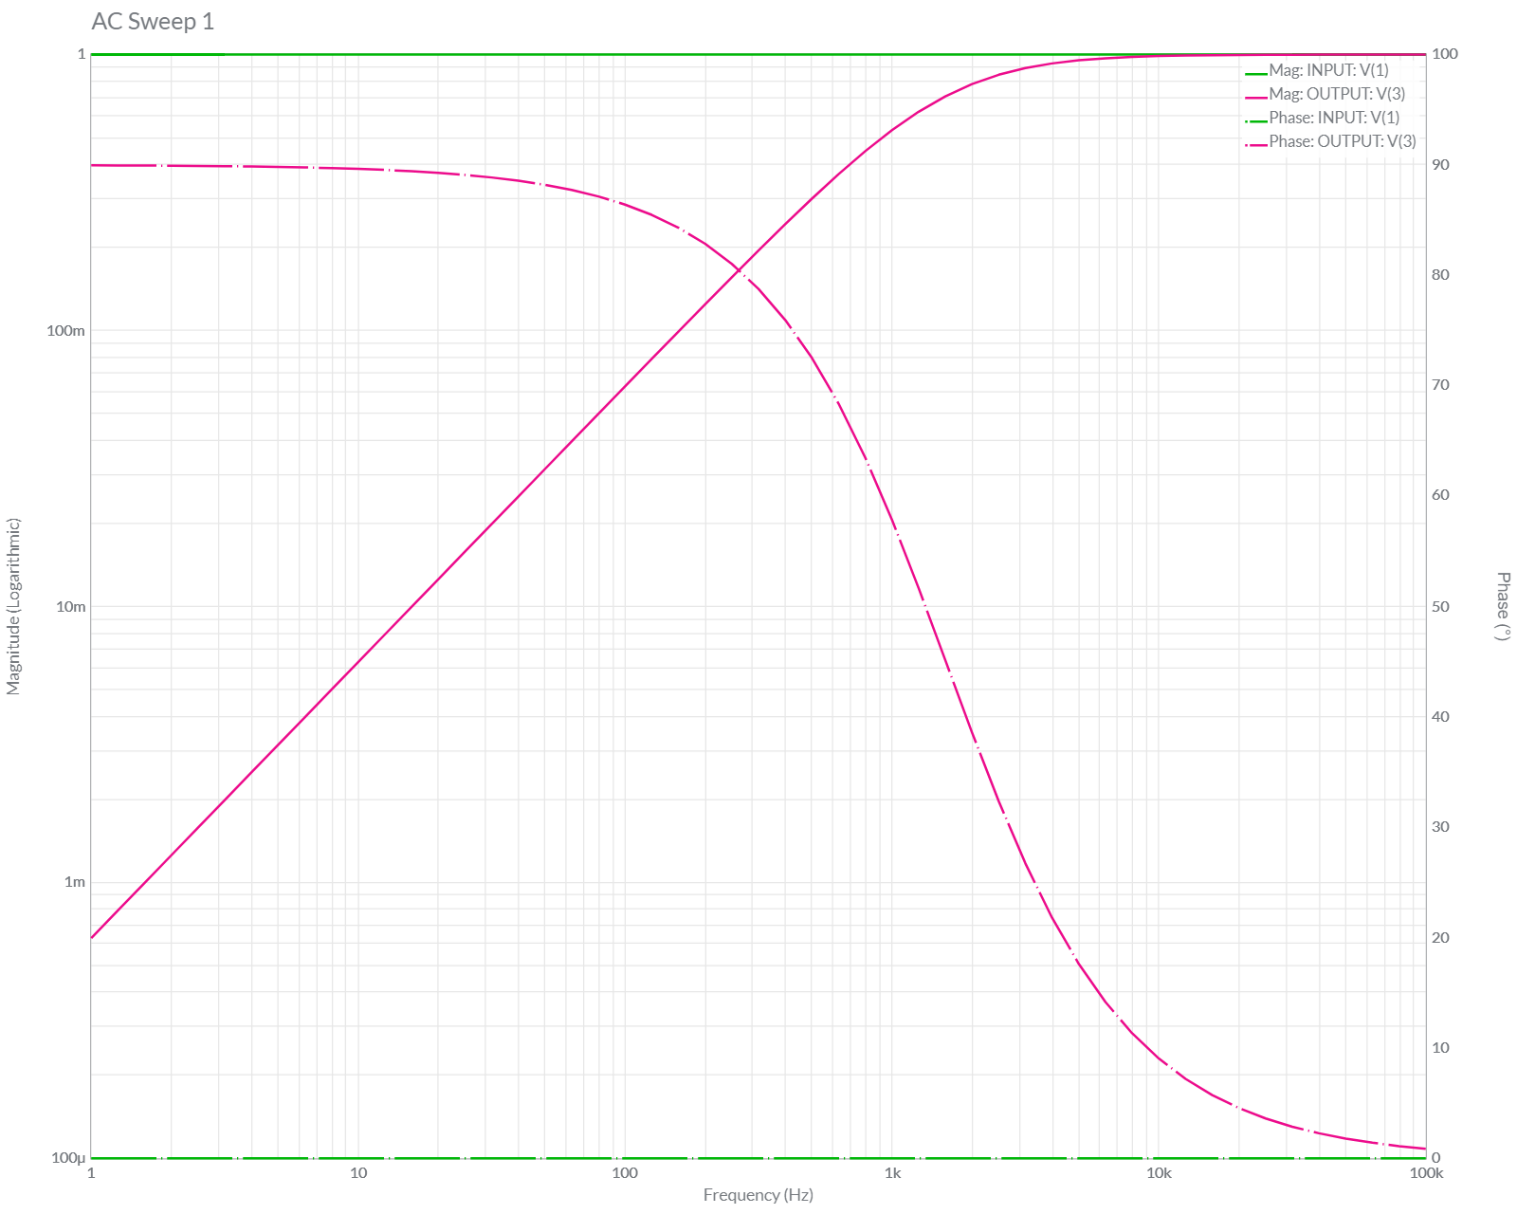 AC Sweep 1
1
100m
10m
1m
100µ
Magnitude (Logarithmic)
100
90
80
70
60
50
40
30
20
10
0
Phase (°)
Mag: INPUT: V(1)
Mag: OUTPUT: V(3)
Phase: INPUT: V(1)
Phase: OUTPUT: V(3)
1 10 100 1k 10k 100k
Frequency (Hz)